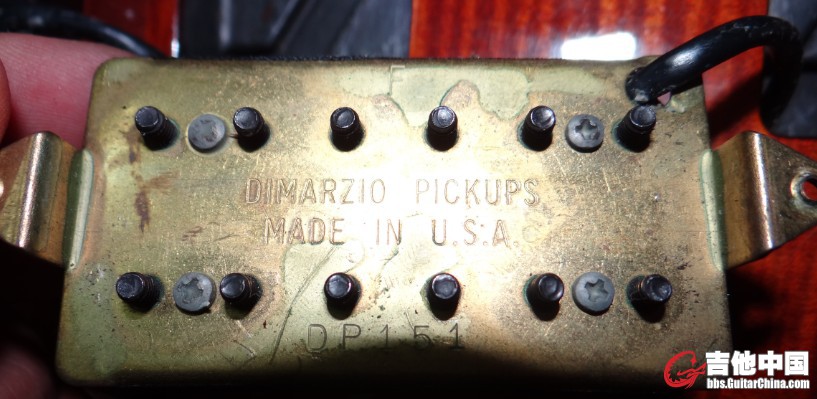 F
DIMARZIO PICKUPS
MADE IN U.S.A.
DP151
吉他中国
bbs.GuitarChina.com